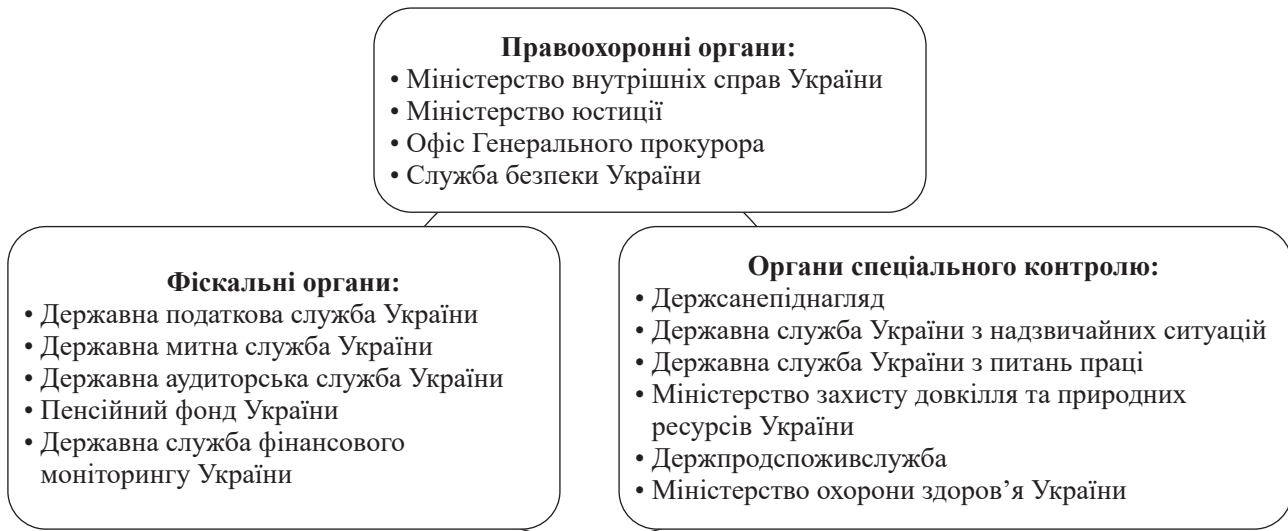 Правоохоронні органи:
• Міністерство внутрішніх справ України
• Міністерство юстиції
• Офіс Генерального прокурора
• Служба безпеки України
Фіскальні органи:
• Державна податкова служба України
• Державна митна служба України
• Державна аудиторська служба України
• Пенсійний фонд України
• Державна служба фінансового
моніторингу України
Органи спеціального контролю:
• Держсанепіднагляд
• Державна служба України з надзвичайних ситуацій
• Державна служба України з питань праці
• Міністерство захисту довкілля та природних
ресурсів України
• Держпродспоживслужба
• Міністерство охорони здоров’я України